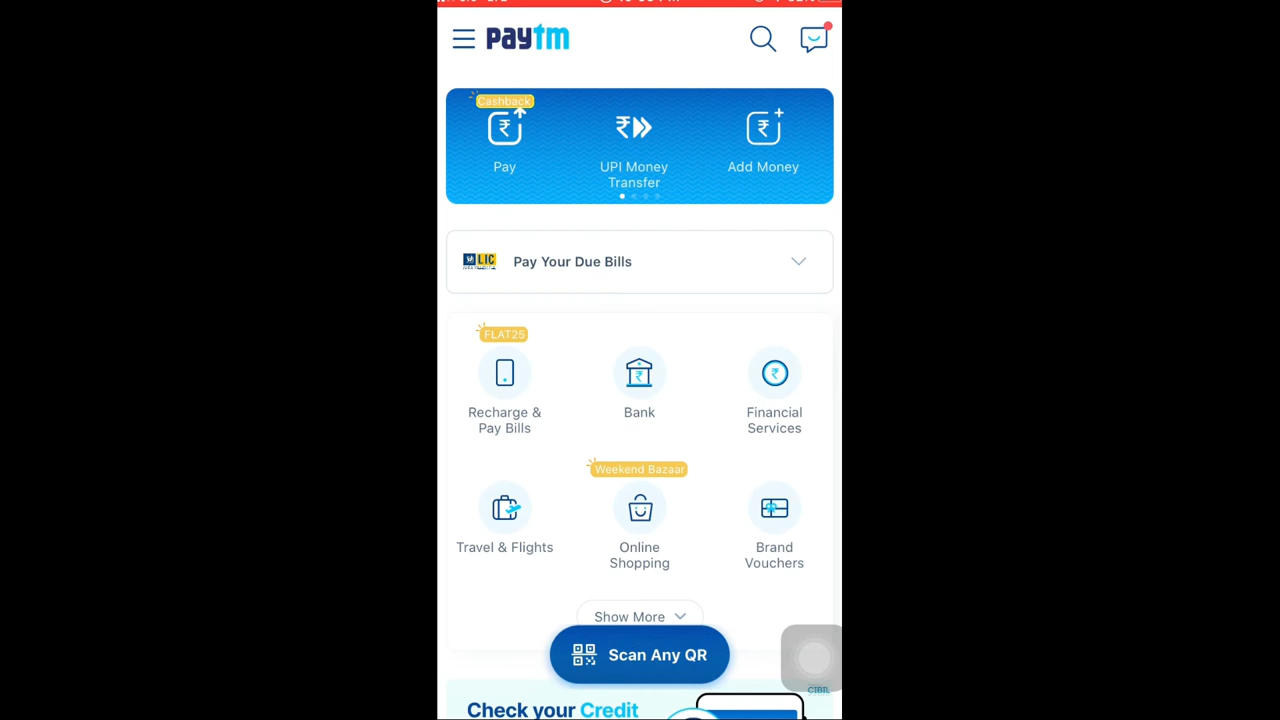 paytm
Cashback
Pay
UPI Money
Transfer
Add Money
LIC
Pay Your Due Bills
FLAT25
Recharge &
Pay Bills
Bank
Financial
Services
Weekend Bazaar
Travel & Flights
Online
Shopping
Brand
Vouchers
Show More
Scan Any QR
CIBIL
Check your Credit